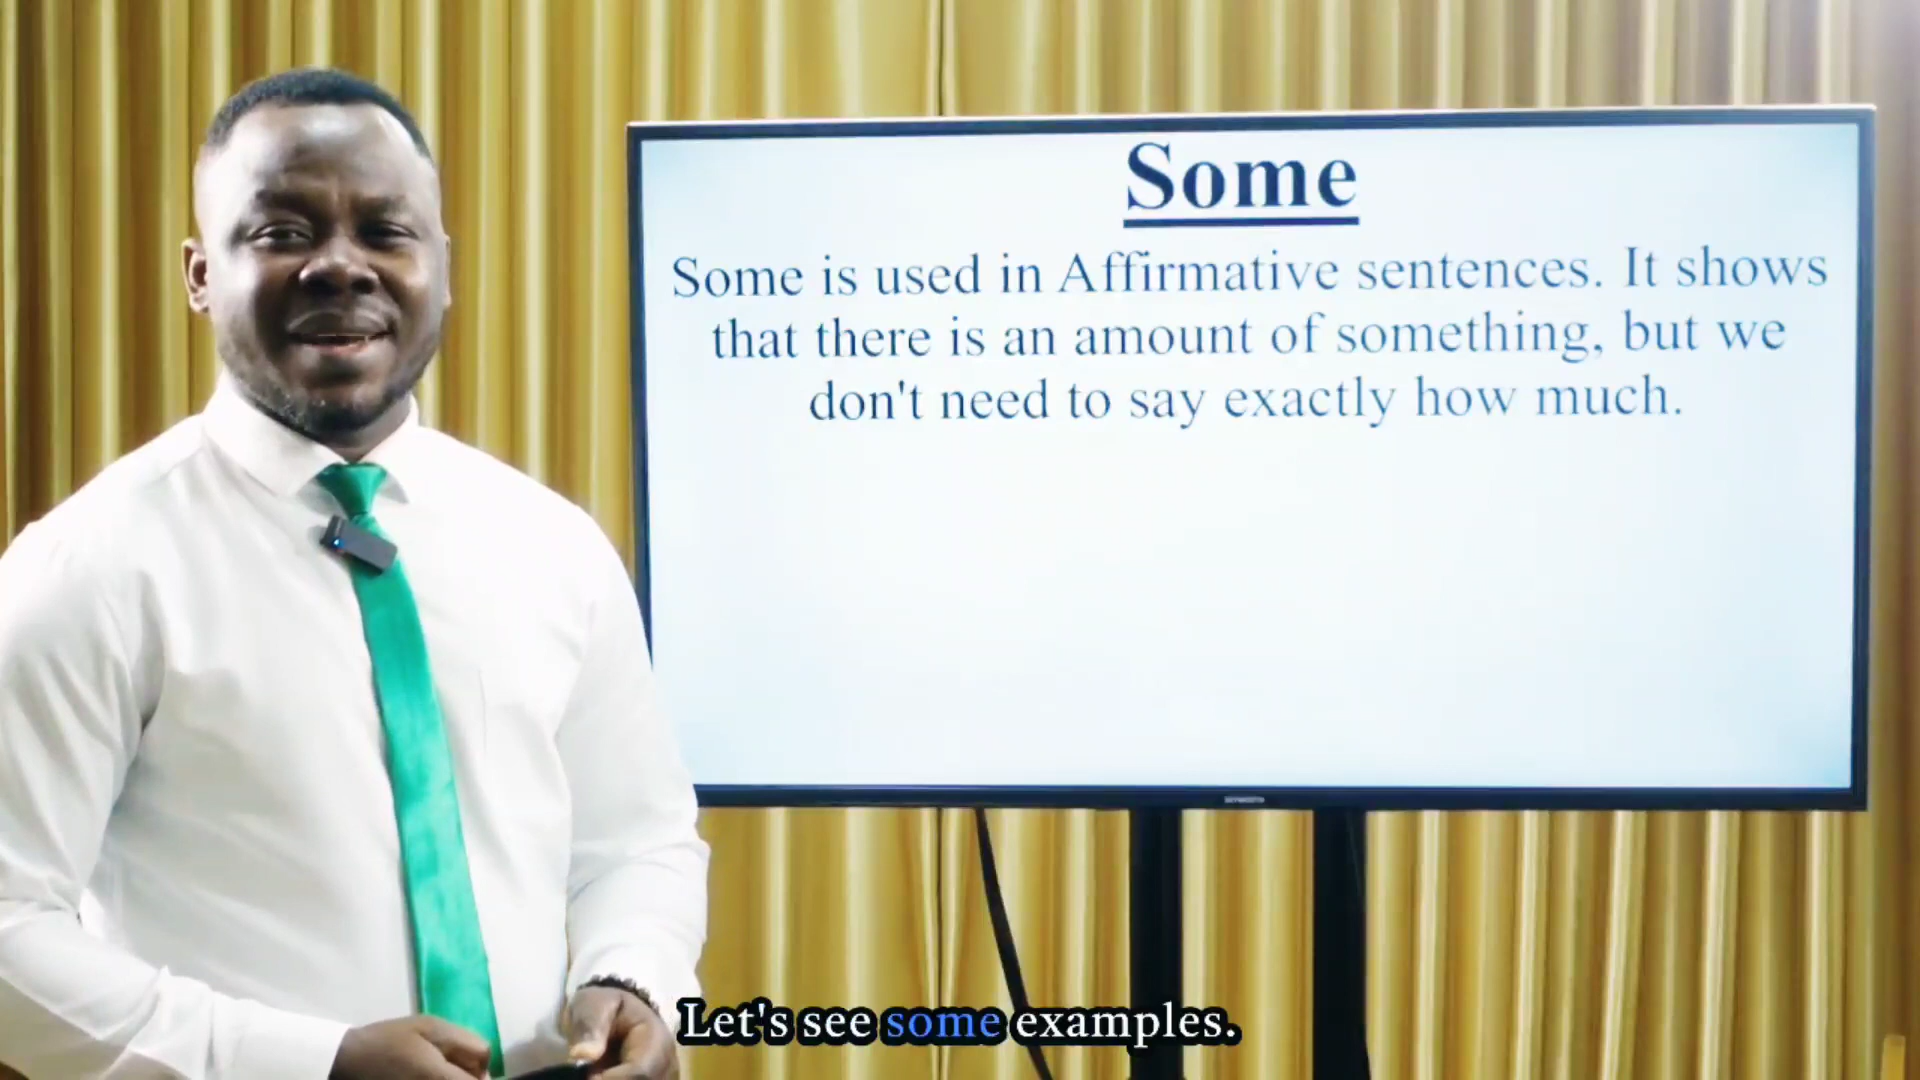 Some
Some is used in Affirmative sentences. It shows
that there is an amount of something, but we
don't need to say exactly how much.
SKYWORTH
Let's see some examples.